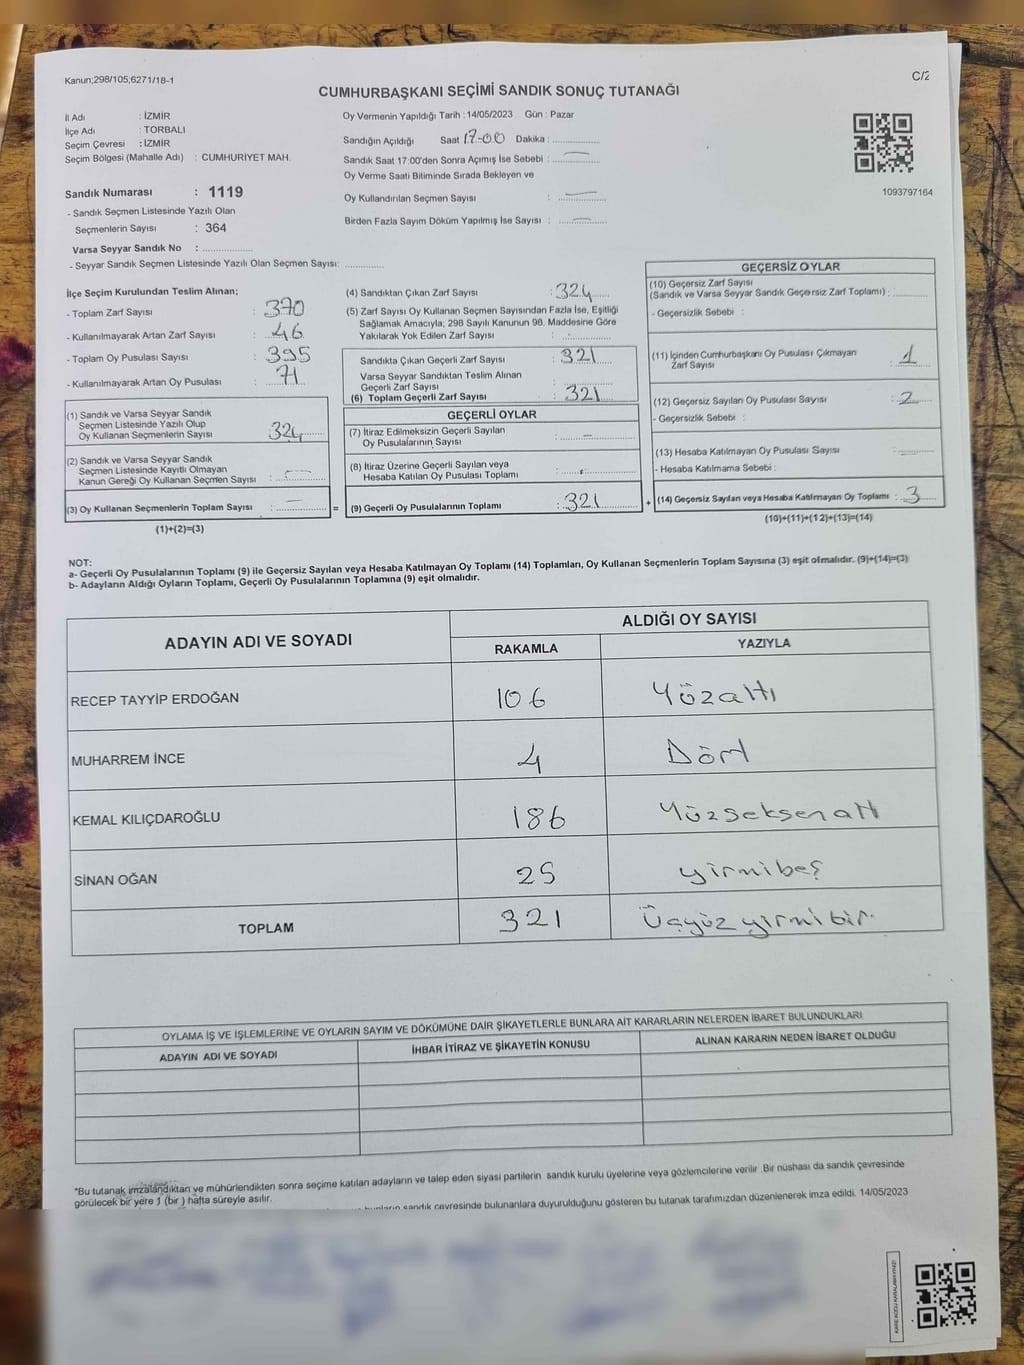 Kanun;298/105;6271/18-1
C/2
CUMHURBAŞKANI SEÇİMİ SANDIK SONUÇ TUTANAĞI
İl Adı : İZMİR
İlçe Adı : TORBALI
Seçim Çevresi : İZMİR
Seçim Bölgesi (Mahalle Adı) : CUMHURİYET MAH.
Sandık Numarası : 1119
- Sandık Seçmen Listesinde Yazılı Olan
Seçmenlerin Sayısı : 364
Varsa Seyyar Sandık No : ..............
- Seyyar Sandık Seçmen Listesinde Yazılı Olan Seçmen Sayısı: ............
Oy Vermenin Yapıldığı Tarih : 14/05/2023 Gün : Pazar
Sandığın Açıldığı Saat 17-00 Dakika : ..............
Sandık Saat 17:00'den Sonra Açımış İse Sebebi : ..............
Oy Verme Saati Bitiminde Sırada Bekleyen ve
Oy Kullandırılan Seçmen Sayısı : ..............
Birden Fazla Sayım Döküm Yapılmış İse Sayısı : ..............
1093797164
İlçe Seçim Kurulundan Teslim Alınan;
- Toplam Zarf Sayısı : 370
- Kullanılmayarak Artan Zarf Sayısı : 46
- Toplam Oy Pusulası Sayısı : 395
- Kullanılmayarak Artan Oy Pusulası : 71
(1) Sandık ve Varsa Seyyar Sandık
Seçmen Listesinde Yazılı Olup
Oy Kullanan Seçmenlerin Sayısı : 324
(2) Sandık ve Varsa Seyyar Sandık
Seçmen Listesinde Kayıtlı Olmayan
Kanun Gereği Oy Kullanan Seçmen Sayısı : -
(3) Oy Kullanan Seçmenlerin Toplam Sayısı : - =
(1)+(2)=(3)
(4) Sandıktan Çıkan Zarf Sayısı : 324
(5) Zarf Sayısı Oy Kullanan Seçmen Sayısından Fazla İse, Eşitliği
Sağlamak Amacıyla; 298 Sayılı Kanunun 98. Maddesine Göre
Yakılarak Yok Edilen Zarf Sayısı : -
Sandıkta Çıkan Geçerli Zarf Sayısı : 321
Varsa Seyyar Sandıktan Teslim Alınan
Geçerli Zarf Sayısı :
(6) Toplam Geçerli Zarf Sayısı : 321
GEÇERLİ OYLAR
(7) İtiraz Edilmeksizin Geçerli Sayılan
Oy Pusulalarının Sayısı : -
(8) İtiraz Üzerine Geçerli Sayılan veya
Hesaba Katılan Oy Pusulası Toplamı : -
(9) Geçerli Oy Pusulalarının Toplamı : 321 +
GEÇERSİZ OYLAR
(10) Geçersiz Zarf Sayısı
(Sandık ve Varsa Seyyar Sandık Geçersiz Zarf Toplamı) : ............
- Geçersizlik Sebebi :
(11) İçinden Cumhurbaşkanı Oy Pusulası Çıkmayan
Zarf Sayısı : 1
(12) Geçersiz Sayılan Oy Pusulası Sayısı : 2
- Geçersizlik Sebebi :
(13) Hesaba Katılmayan Oy Pusulası Sayısı : -
- Hesaba Katılmama Sebebi :
(14) Geçersiz Sayılan veya Hesaba Katılmayan Oy Toplamı : 3
(10)+(11)+(12)+(13)=(14)
NOT:
a- Geçerli Oy Pusulalarının Toplamı (9) ile Geçersiz Sayılan veya Hesaba Katılmayan Oy Toplamı (14) Toplamları, Oy Kullanan Seçmenlerin Toplam Sayısına (3) eşit olmalıdır. (9)+(14)=(3)
b- Adayların Aldığı Oyların Toplamı, Geçerli Oy Pusulalarının Toplamına (9) eşit olmalıdır.
ADAYIN ADI VE SOYADI
ALDIĞI OY SAYISI
RAKAMLA YAZIYLA
RECEP TAYYİP ERDOĞAN 106 Yüzaltı
MUHARREM İNCE 4 Dört
KEMAL KILIÇDAROĞLU 186 Yüzseksenaltı
SİNAN OĞAN 25 yirmibeş
TOPLAM 321 Üçyüz yirmibir.
OYLAMA İŞ VE İŞLEMLERİNE VE OYLARIN SAYIM VE DÖKÜMÜNE DAİR ŞİKAYETLERLE BUNLARA AİT KARARLARIN NELERDEN İBARET BULUNDUKLARI
ADAYIN ADI VE SOYADI İHBAR İTİRAZ VE ŞİKAYETİN KONUSU ALINAN KARARIN NEDEN İBARET OLDUĞU
*Bu tutanak imzalandıktan ve mühürlendikten sonra seçime katılan adayların ve talep eden siyasi partilerin sandık kurulu üyelerine veya gözlemcilerine verilir .Bir nüshası da sandık çevresinde
görülecek bir yere 1 (bir) hafta süreyle asılır.
bunların sandık çevresinde bulunanlara duyurulduğunu gösteren bu tutanak tarafımızdan düzenlenerek imza edildi. 14/05/2023